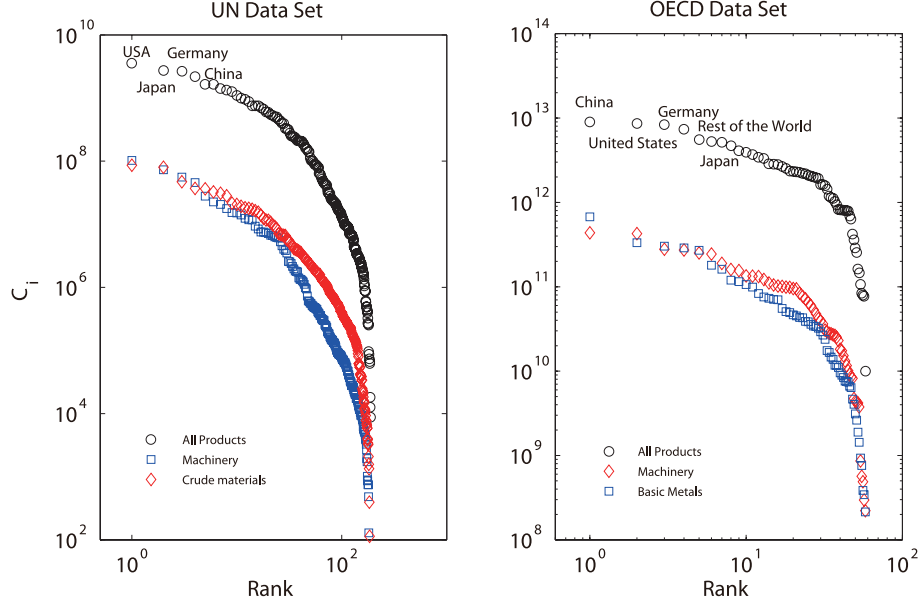 UN Data Set
OECD Data Set
10^10
10^8
10^6
10^4
10^2
C_i
USA
Germany
China
Japan
All Products
Machinery
Crude materials
10^0
10^2
Rank
10^14
10^13
10^12
10^11
10^10
10^9
10^8
China
Germany
United States
Rest of the World
Japan
All Products
Machinery
Basic Metals
10^0
10^1
10^2
Rank